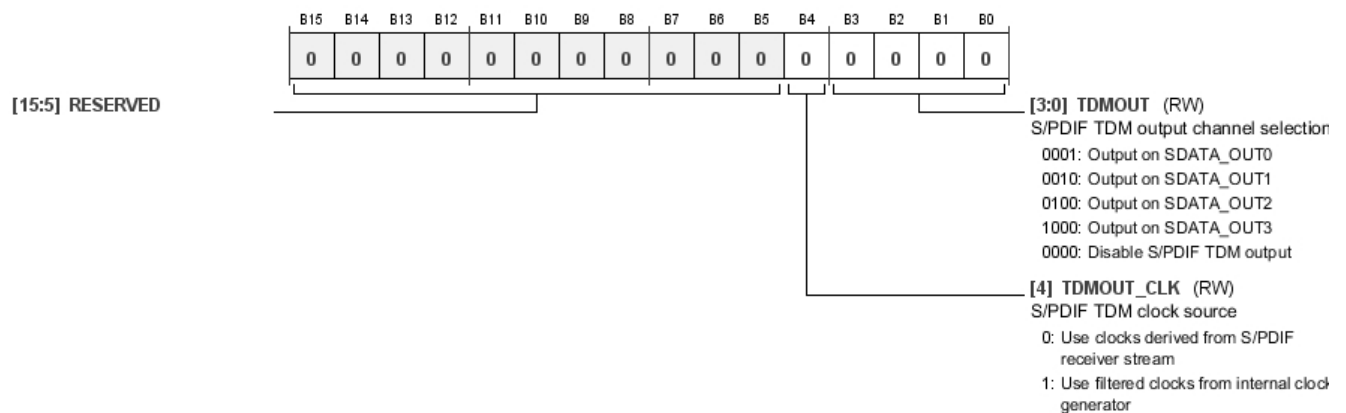 B15 B14 B13 B12 B11 B10 B9 B8 B7 B6 B5 B4 B3 B2 B1 B0
0 0 0 0 0 0 0 0 0 0 0 0 0 0 0 0
[15:5] RESERVED
[3:0] TDMOUT (RW)
S/PDIF TDM output channel selection
0001: Output on SDATA_OUT0
0010: Output on SDATA_OUT1
0100: Output on SDATA_OUT2
1000: Output on SDATA_OUT3
0000: Disable S/PDIF TDM output
[4] TDMOUT_CLK (RW)
S/PDIF TDM clock source
0: Use clocks derived from S/PDIF
receiver stream
1: Use filtered clocks from internal clock
generator